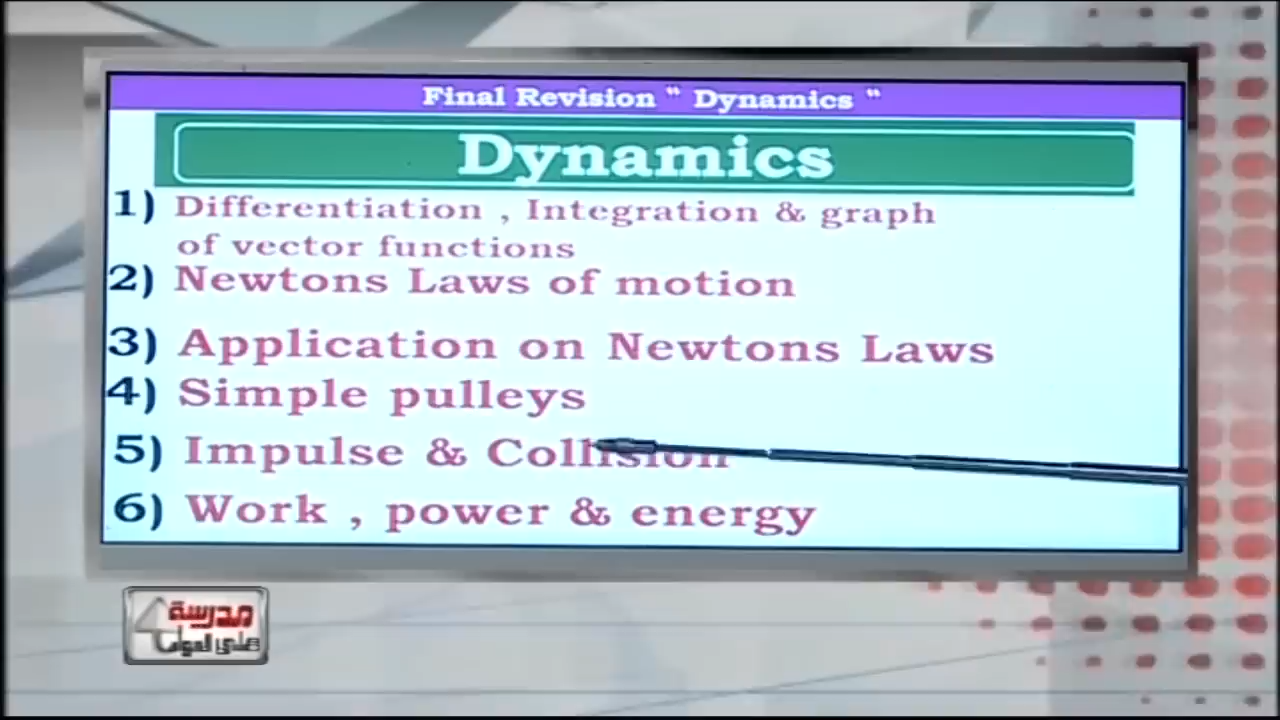 Final Revision " Dynamics "
Dynamics
1) Differentiation , Integration & graph
of vector functions
2) Newtons Laws of motion
3) Application on Newtons Laws
4) Simple pulleys
5) Impulse & Collision
6) Work , power & energy
مدرسة
على الهواء